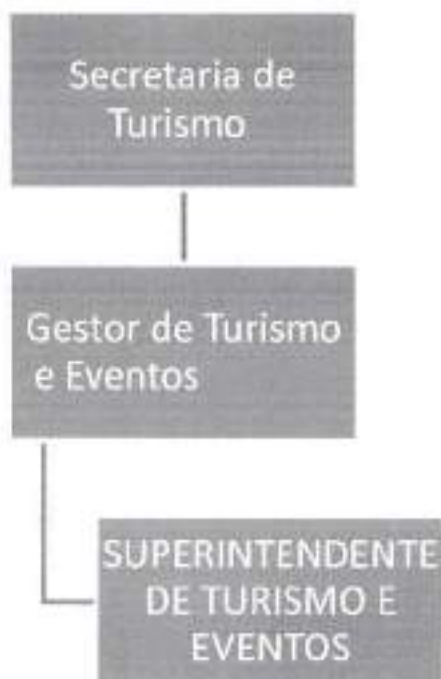 Secretaria de
Turismo
Gestor de Turismo
e Eventos
SUPERINTENDENTE
DE TURISMO E
EVENTOS